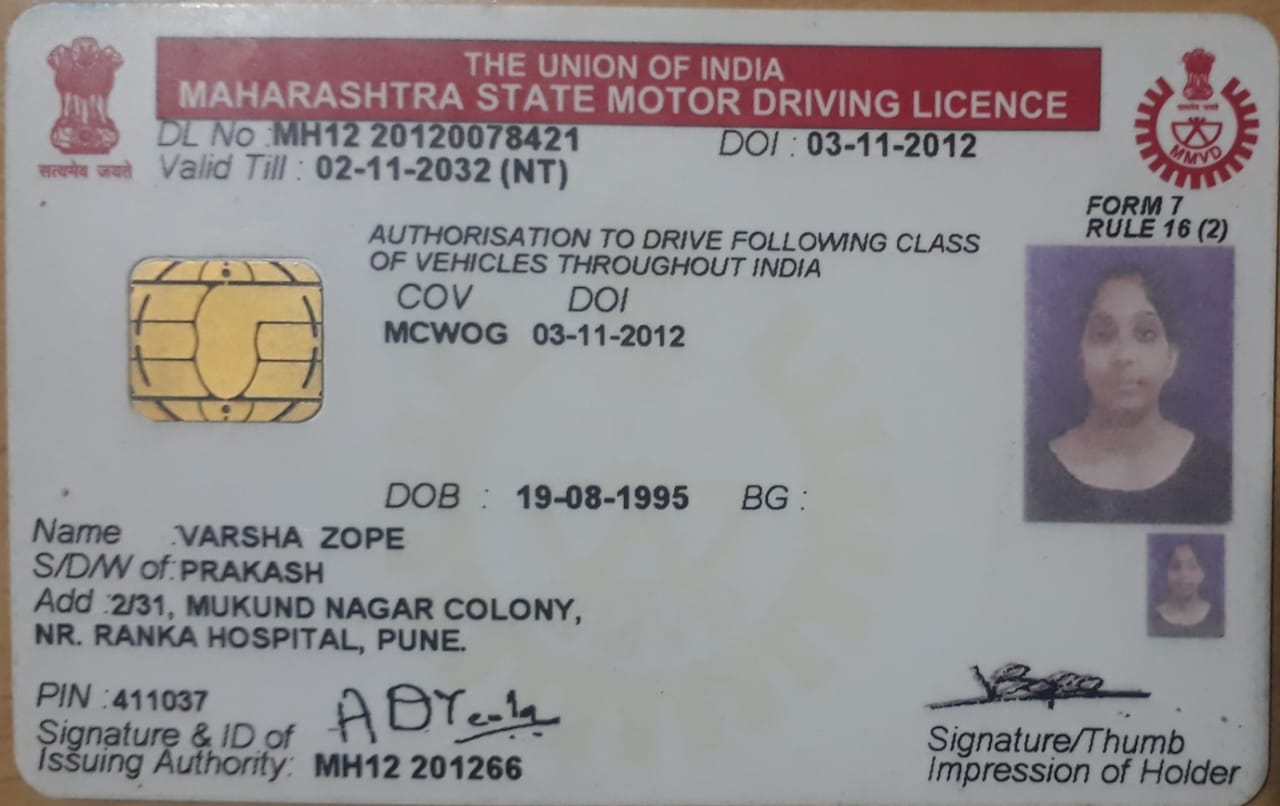 THE UNION OF INDIA
MAHARASHTRA STATE MOTOR DRIVING LICENCE
सत्यमेव जयते
MMVD
DL No : MH12 20120078421 DOI : 03-11-2012
Valid Till : 02-11-2032 (NT)
FORM 7
RULE 16 (2)
AUTHORISATION TO DRIVE FOLLOWING CLASS
OF VEHICLES THROUGHOUT INDIA
COV DOI
MCWOG 03-11-2012
DOB : 19-08-1995 BG :
Name : VARSHA ZOPE
S/D/W of : PRAKASH
Add : 2/31, MUKUND NAGAR COLONY,
NR. RANKA HOSPITAL, PUNE.
PIN : 411037
Signature & ID of
Issuing Authority: MH12 201266
Signature/Thumb
Impression of Holder